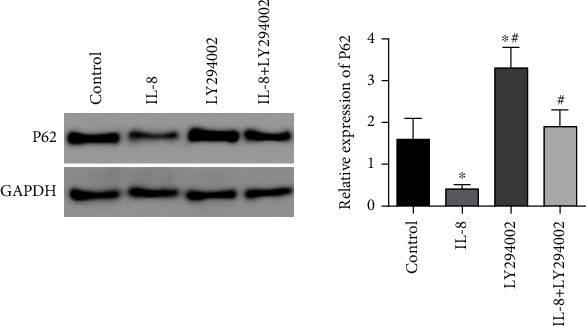 Control
IL-8
LY294002
IL-8+LY294002
P62
GAPDH
Relative expression of P62
4
3
2
1
0
*
*#
#
Control
IL-8
LY294002
IL-8+LY294002